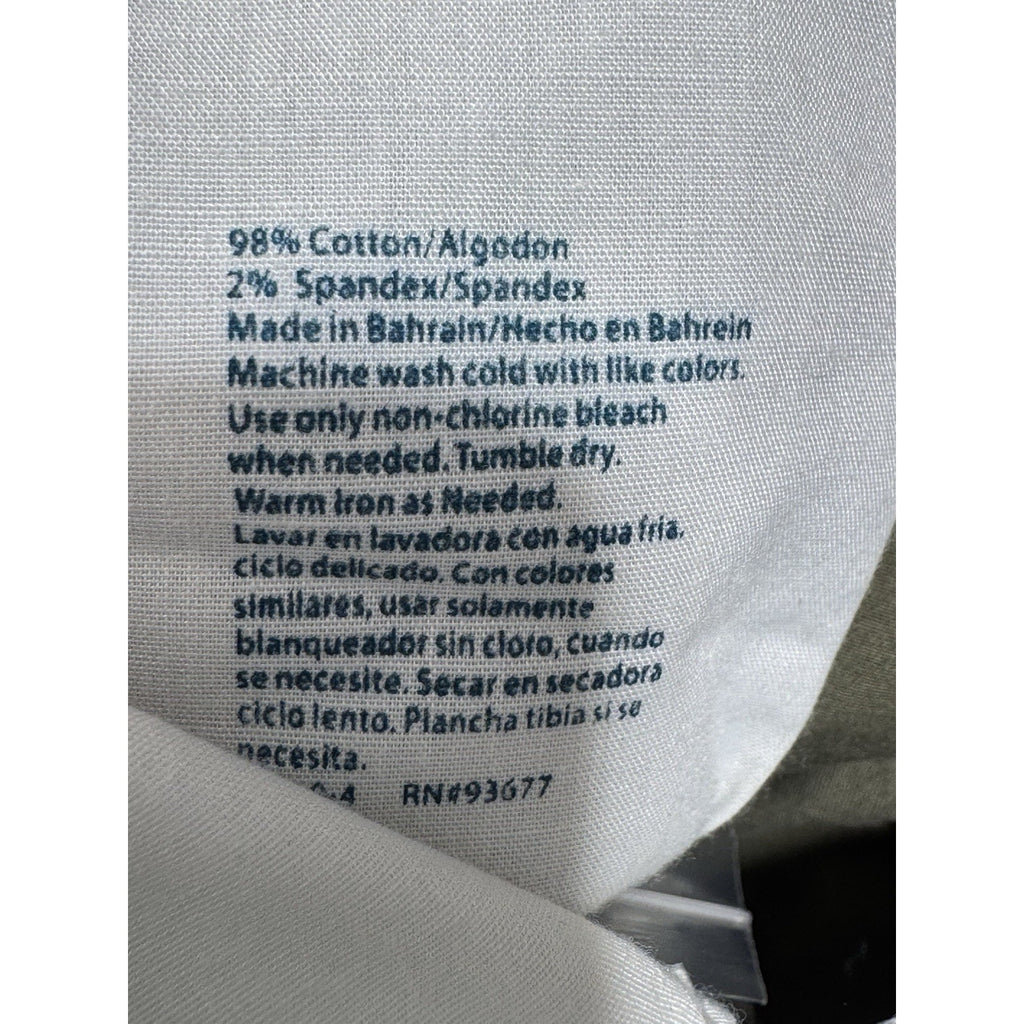 98% Cotton/Algodon
2% Spandex/Spandex
Made in Bahrain/Hecho en Bahrein
Machine wash cold with like colors.
Use only non-chlorine bleach
when needed. Tumble dry.
Warm Iron as Needed.
Lavar en lavadora con agua fria,
ciclo delicado. Con colores
similares, usar solamente
blanqueador sin cloro, cuando
se necesite. Secar en secadora
ciclo lento. Plancha tibia si se
necesita.
RN#93677